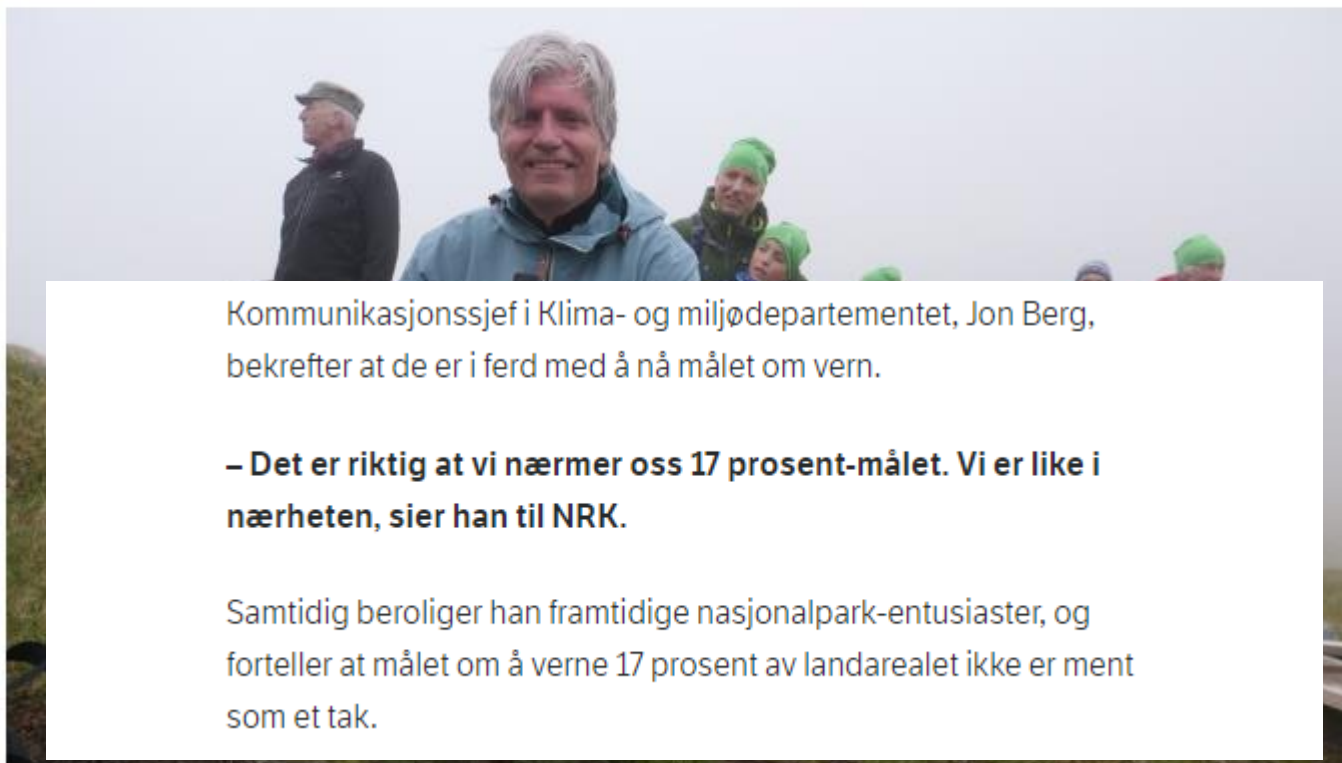 Kommunikasjonssjef i Klima- og miljødepartementet, Jon Berg,
bekrefter at de er i ferd med å nå målet om vern.
– Det er riktig at vi nærmer oss 17 prosent-målet. Vi er like i
nærheten, sier han til NRK.
Samtidig beroliger han framtidige nasjonalpark-entusiaster, og
forteller at målet om å verne 17 prosent av landarealet ikke er ment
som et tak.